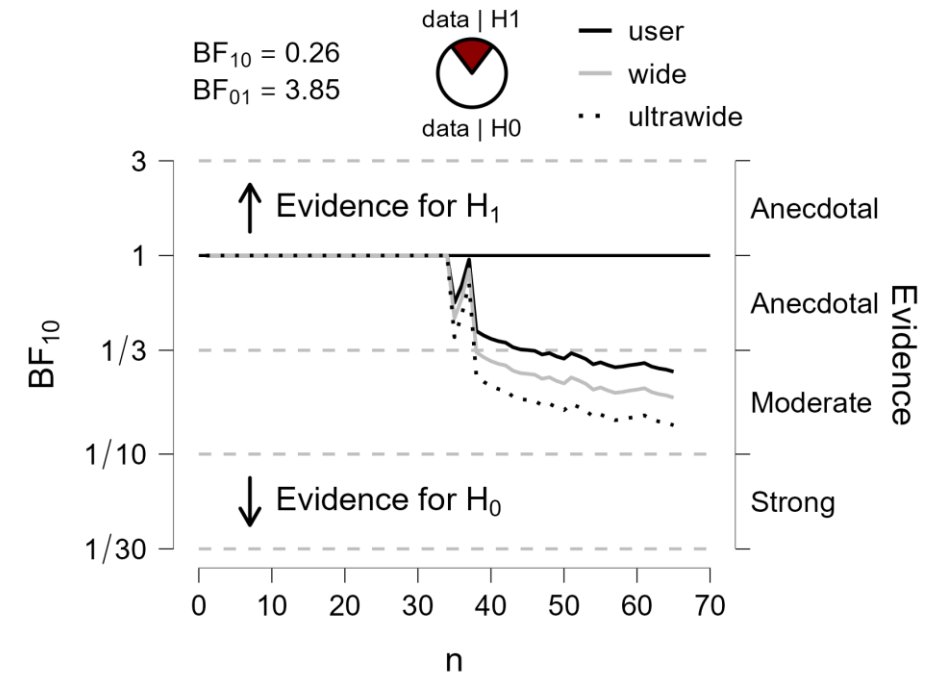 data | H1
BF10 = 0.26
BF01 = 3.85
data | H0
user
wide
ultrawide
3
1
1/3
1/10
1/30
BF10
Evidence for H1
Evidence for H0
Anecdotal
Anecdotal
Moderate
Strong
Evidence
0 10 20 30 40 50 60 70
n